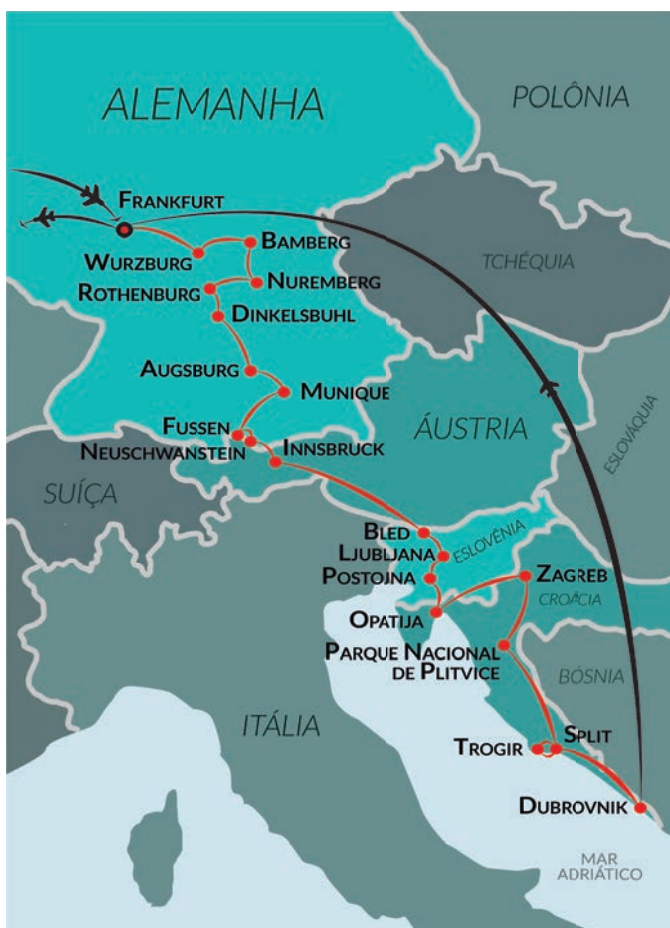 ALEMANHA
POLÔNIA
FRANKFURT
BAMBERG
WURZBURG
TCHÉQUIA
ROTHENBURG
NUREMBERG
DINKELSBUHL
AUGSBURG
MUNIQUE
ESLOVÁQUIA
FUSSEN
ÁUSTRIA
NEUSCHWANSTEIN
INNSBRUCK
SUÍÇA
BLED
ESLOVÊNIA
LJUBLJANA
POSTOJNA
ZAGREB
CROÁCIA
OPATIJA
PARQUE NACIONAL
DE PLITVICE
BÓSNIA
ITÁLIA
TROGIR
SPLIT
DUBROVNIK
MAR
ADRIÁTICO